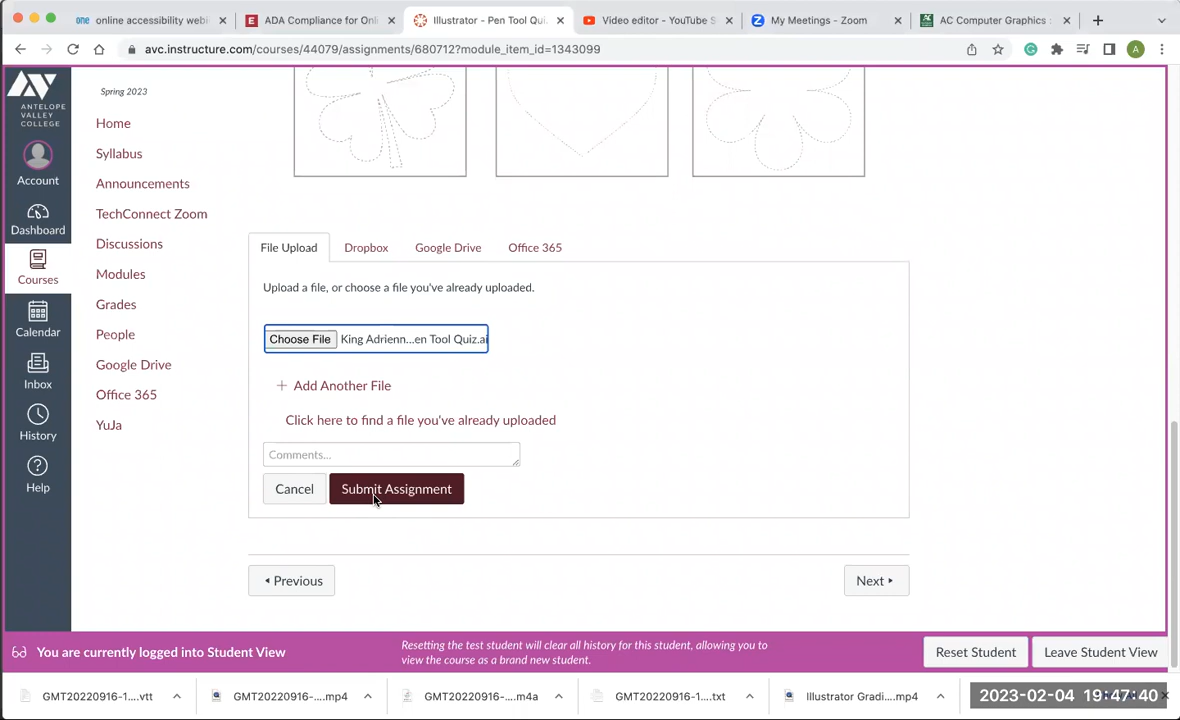 online accessibility webi
ADA Compliance for Onli
Illustrator - Pen Tool Qui
Video editor - YouTube S
My Meetings - Zoom
AC Computer Graphics :
avc.instructure.com/courses/44079/assignments/680712?module_item_id=1343099
A
ANTELOPE
VALLEY
COLLEGE
Account
Dashboard
Courses
Calendar
Inbox
History
Help
Spring 2023
Home
Syllabus
Announcements
TechConnect Zoom
Discussions
Modules
Grades
People
Google Drive
Office 365
YuJa
File Upload Dropbox Google Drive Office 365
Upload a file, or choose a file you've already uploaded.
Choose File King Adrienn...en Tool Quiz.ai
+ Add Another File
Click here to find a file you've already uploaded
Comments...
Cancel Submit Assignment
Previous Next
You are currently logged into Student View
Resetting the test student will clear all history for this student, allowing you to
view the course as a brand new student.
Reset Student Leave Student View
GMT20220916-1....vtt
GMT20220916-....mp4
GMT20220916-....m4a
GMT20220916-1....txt
Illustrator Gradi....mp4
2023-02-04 19:47:40